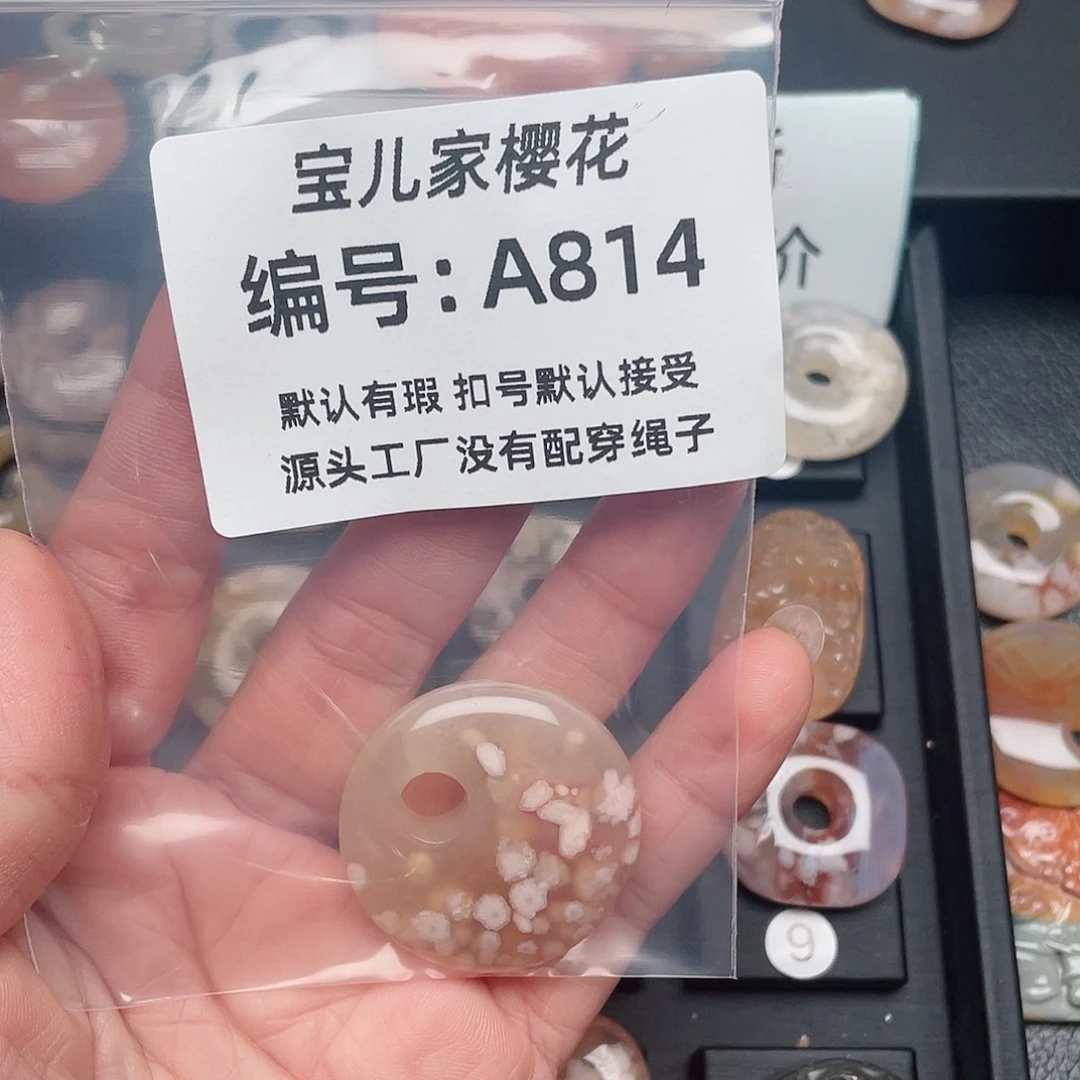 宝儿家樱花
编号：A814
默认有瑕 扣号默认接受
源头工厂没有配穿绳子
价
9